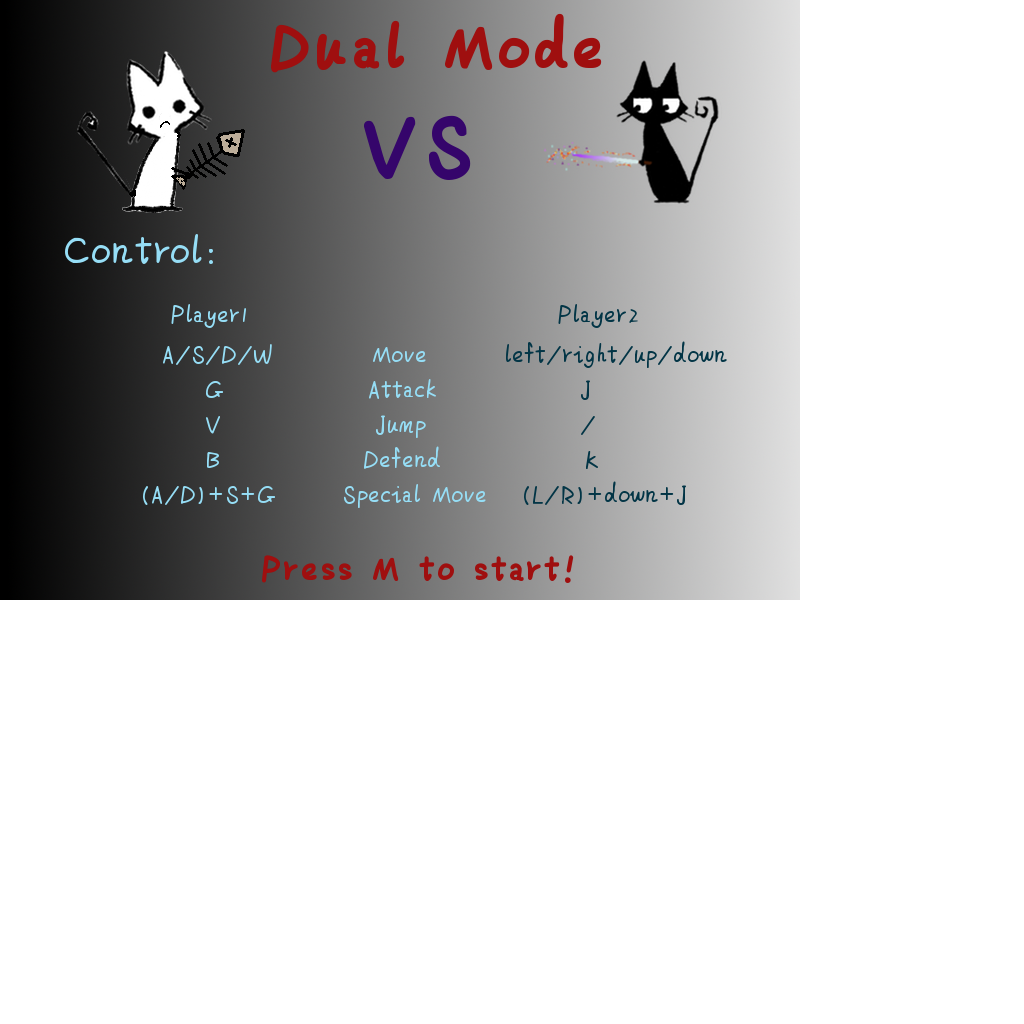 Dual Mode
VS
Control:
Player1 Player2
A/S/D/W Move left/right/up/down
G Attack J
V Jump /
B Defend K
(A/D)+S+G Special Move (L/R)+down+J
Press M to start!